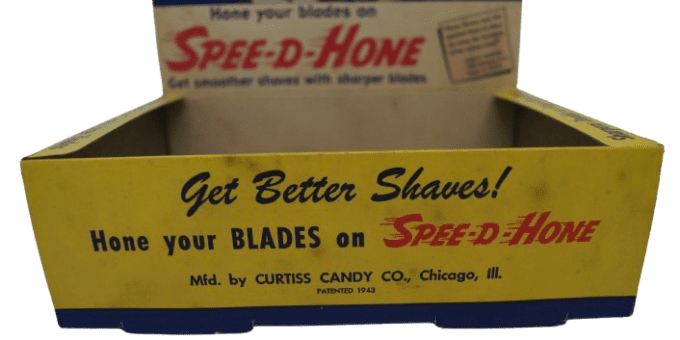 Hone your blades on
SPEE-D-HONE
Get smoother shaves with sharper blades
Get Better Shaves!
Hone your BLADES on SPEE-D-HONE
Mfd. by CURTISS CANDY CO., Chicago, Ill.
PATENTED 1943